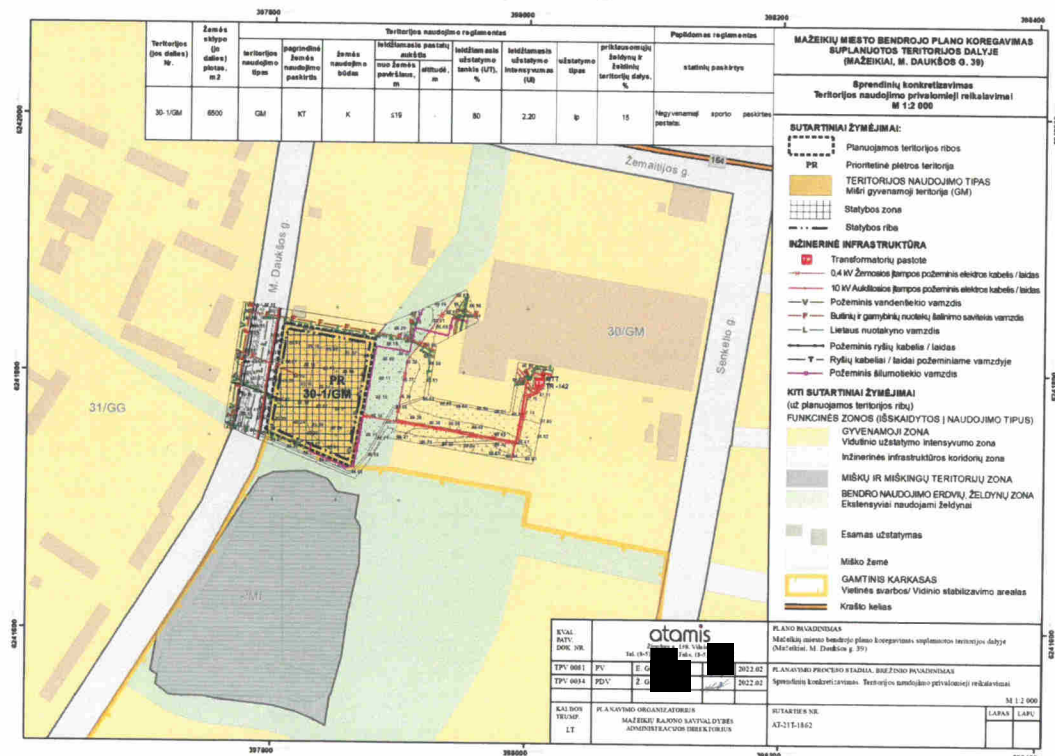 397800
398000
398200
398400
Teritorijos (jos dalies) Nr.
Žemės sklypo (jo dalies) plotas, m2
Teritorijos naudojimo reglamentas
Papildomas reglamentas
teritorijos naudojimo tipas
pagrindinė žemės naudojimo paskirtis
žemės naudojimo būdas
leidžiamasis pastatų aukštis
nuo žemės paviršiaus, m
altitudė, m
leidžiamasis užstatymo tankis (UT), %
leidžiamasis užstatymo intensyvumas (UI)
užstatymo tipas
priklausomųjų želdynų ir želdinių teritorijų dalys, %
statinių paskirtys
30-1/GM 6500 GM KT K ≤19 - 80 2.20 Ip 15 Negyvenamoji sporto paskirties pastatai.
MAŽEIKIŲ MIESTO BENDROJO PLANO KOREGAVIMAS
SUPLANUOTOS TERITORIJOS DALYJE
(MAŽEIKIAI, M. DAUKŠOS G. 39)
Sprendinių konkretizavimas
Teritorijos naudojimo privalomieji reikalavimai
M 1:2 000
SUTARTINIAI ŽYMĖJIMAI:
Planuojamos teritorijos ribos
PR Prioritetinė plėtros teritorija
TERITORIJOS NAUDOJIMO TIPAS
Mišri gyvenamoji teritorija (GM)
Statybos zona
Statybos riba
INŽINERINĖ INFRASTRUKTŪRA
Transformatorių pastotė
0,4 kV Žemosios įtampos požeminis elektros kabelis / laidas
10 kV Aukštosios įtampos požeminis elektros kabelis / laidas
V Požeminis vandentiekio vamzdis
F Buitinių ir gamybinių nuotekų šalinimo savitakis vamzdis
L Lietaus nuotakyno vamzdis
Požeminis ryšių kabelis / laidas
T Ryšių kabeliai / laidai požeminiame vamzdyje
Požeminis šilumotiekio vamzdis
KITI SUTARTINIAI ŽYMĖJIMAI
(už planuojamos teritorijos ribų)
FUNKCINĖS ZONOS (IŠSKAIDYTOS Į NAUDOJIMO TIPUS)
GYVENAMOJI ZONA
Vidutinio užstatymo intensyvumo zona
Inžinerinės infrastruktūros koridorių zona
MIŠKŲ IR MIŠKINGŲ TERITORIJŲ ZONA
BENDRO NAUDOJIMO ERDVIŲ, ŽELDYNŲ ZONA
Ekstensyviai naudojami želdynai
Esamas užstatymas
Miško žemė
GAMTINIS KARKASAS
Vietinės svarbos/ Vidinio stabilizavimo arealas
Krašto kelias
Žemaitijos g.
164
M. Daukšos g.
Senkelio g.
30/GM
PR
30-1/GM
31/GG
TR -142
6242000
6241800
6241600
KVAL. PATV. DOK. NR.
atamis
PLANO PAVADINIMAS
Mažeikių miesto bendrojo plano koregavimas suplanuotos teritorijos dalyje
(Mažeikiai, M. Daukšos g. 39)
TPV 0081 PV E. G 2022.02
TPV 0034 PDV Ž. G 2022.02
PLANAVIMO PROCESO STADIJA, BRĖŽINIO PAVADINIMAS
Sprendinių konkretizavimas. Teritorijos naudojimo privalomieji reikalavimai
M 1:2 000
KALBOS TRUMP.
LT
PLANAVIMO ORGANIZATORIUS
MAŽEIKIŲ RAJONO SAVIVALDYBĖS
ADMINISTRACIJOS DIREKTORIUS
SUTARTIES NR.
AT-21T-1862
LAPAS LAPŲ
397800
398000